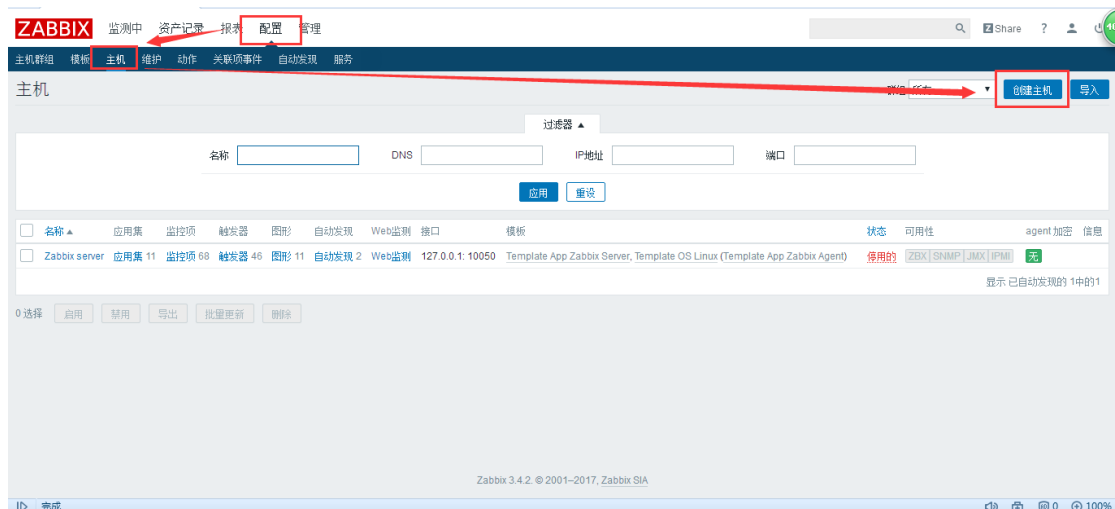 ZABBIX 监测中 资产记录 报表 配置 管理 Share ?
主机群组 模板 主机 维护 动作 关联项事件 自动发现 服务
主机 群组 所有 创建主机 导入
过滤器 ▲
名称 DNS IP地址 端口
应用 重设
名称 ▲ 应用集 监控项 触发器 图形 自动发现 Web监测 接口 模板 状态 可用性 agent 加密 信息
Zabbix server 应用集 11 监控项 68 触发器 46 图形 11 自动发现 2 Web监测 127.0.0.1: 10050 Template App Zabbix Server, Template OS Linux (Template App Zabbix Agent) 停用的 ZBX SNMP JMX IPMI 无
显示 已自动发现的 1中的1
0 选择 启用 禁用 导出 批量更新 删除
Zabbix 3.4.2. © 2001–2017, Zabbix SIA
完成 0 100%